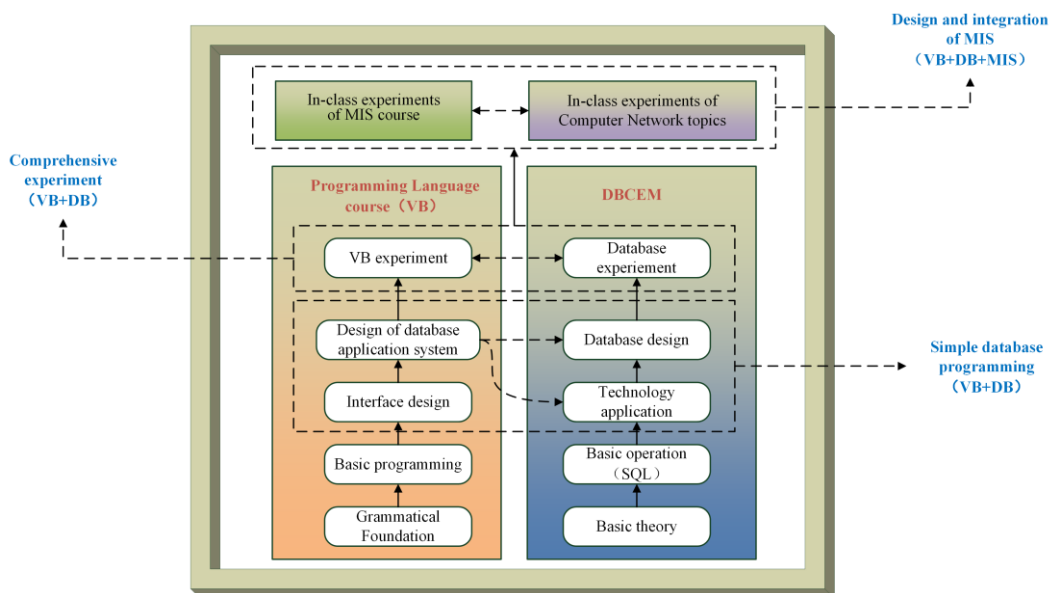 Design and integration
of MIS
（VB+DB+MIS）
In-class experiments
of MIS course
In-class experiments of
Computer Network topics
Comprehensive
experiment
（VB+DB）
Programming Language
course（VB）
DBCEM
VB experiment
Database
experiement
Design of database
application system
Database design
Simple database
programming
（VB+DB）
Interface design
Technology
application
Basic programming
Basic operation
（SQL）
Grammatical
Foundation
Basic theory